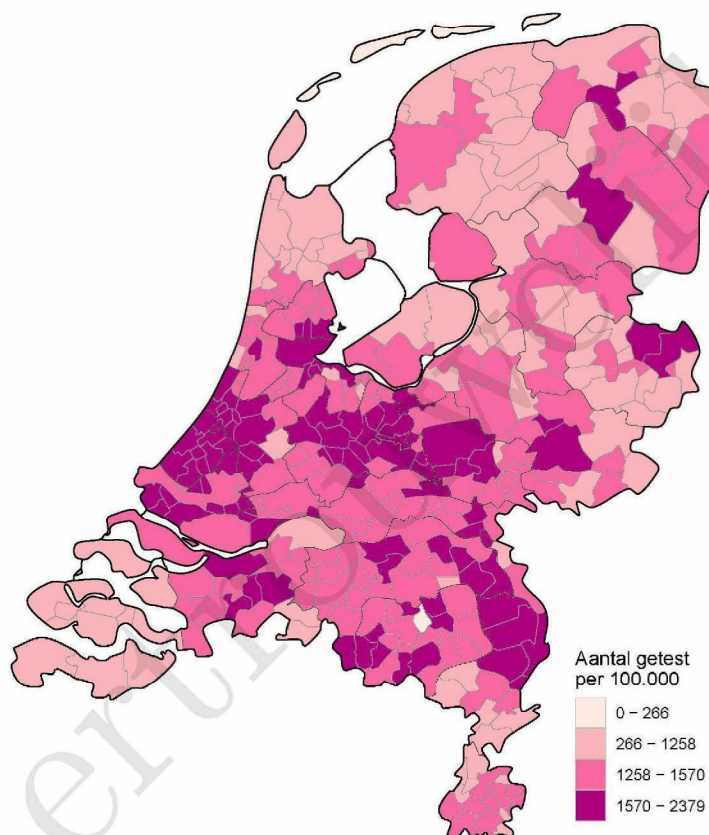 Aantal getest
per 100.000
0 – 266
266 – 1258
1258 – 1570
1570 – 2379